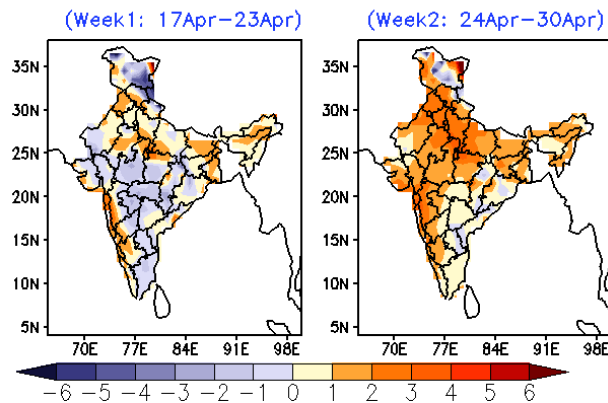 (Week1: 17Apr−23Apr) (Week2: 24Apr−30Apr)
35N 35N
30N 30N
25N 25N
20N 20N
15N 15N
10N 10N
5N 5N
70E 77E 84E 91E 98E 70E 77E 84E 91E 98E
−6 −5 −4 −3 −2 −1 0 1 2 3 4 5 6